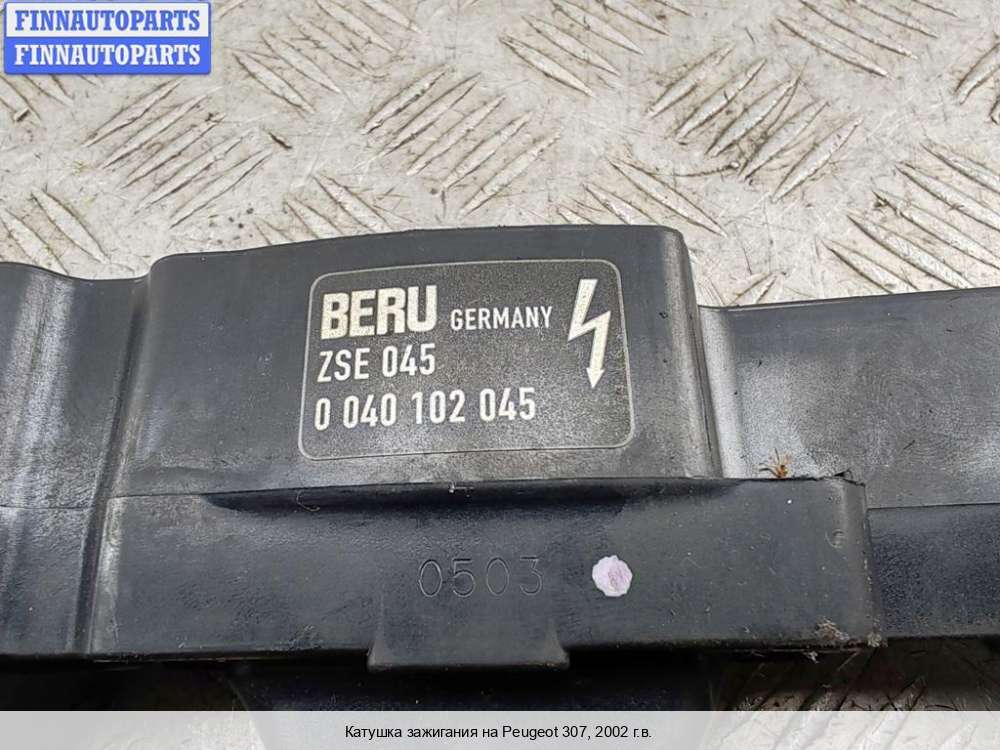 FINNAUTOPARTS
FINNAUTOPARTS
BERU GERMANY
ZSE 045
0 040 102 045
0503
Катушка зажигания на Peugeot 307, 2002 г.в.